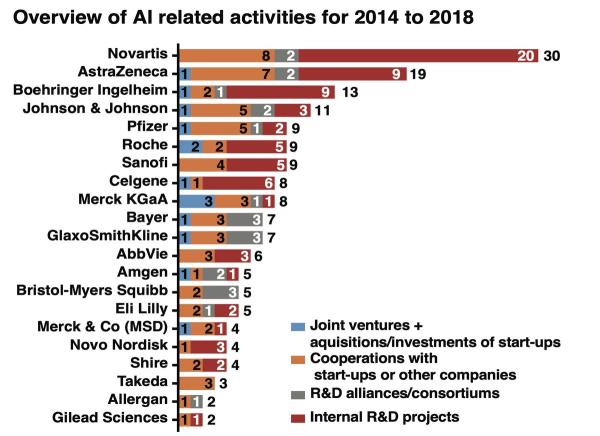 Overview of AI related activities for 2014 to 2018
Novartis 8 2 20 30
AstraZeneca 1 7 2 9 19
Boehringer Ingelheim 1 2 1 9 13
Johnson & Johnson 1 5 2 3 11
Pfizer 1 5 1 2 9
Roche 2 2 5 9
Sanofi 4 5 9
Celgene 1 1 6 8
Merck KGaA 3 3 1 1 8
Bayer 1 3 3 7
GlaxoSmithKline 1 3 3 7
AbbVie 3 3 6
Amgen 1 1 2 1 5
Bristol-Myers Squibb 2 3 5
Eli Lilly 2 1 2 5
Merck & Co (MSD) 1 2 1 4
Novo Nordisk 1 3 4
Shire 2 2 4
Takeda 3 3
Allergan 1 1 2
Gilead Sciences 1 1 2
Joint ventures +
aquisitions/investments of start-ups
Cooperations with
start-ups or other companies
R&D alliances/consortiums
Internal R&D projects